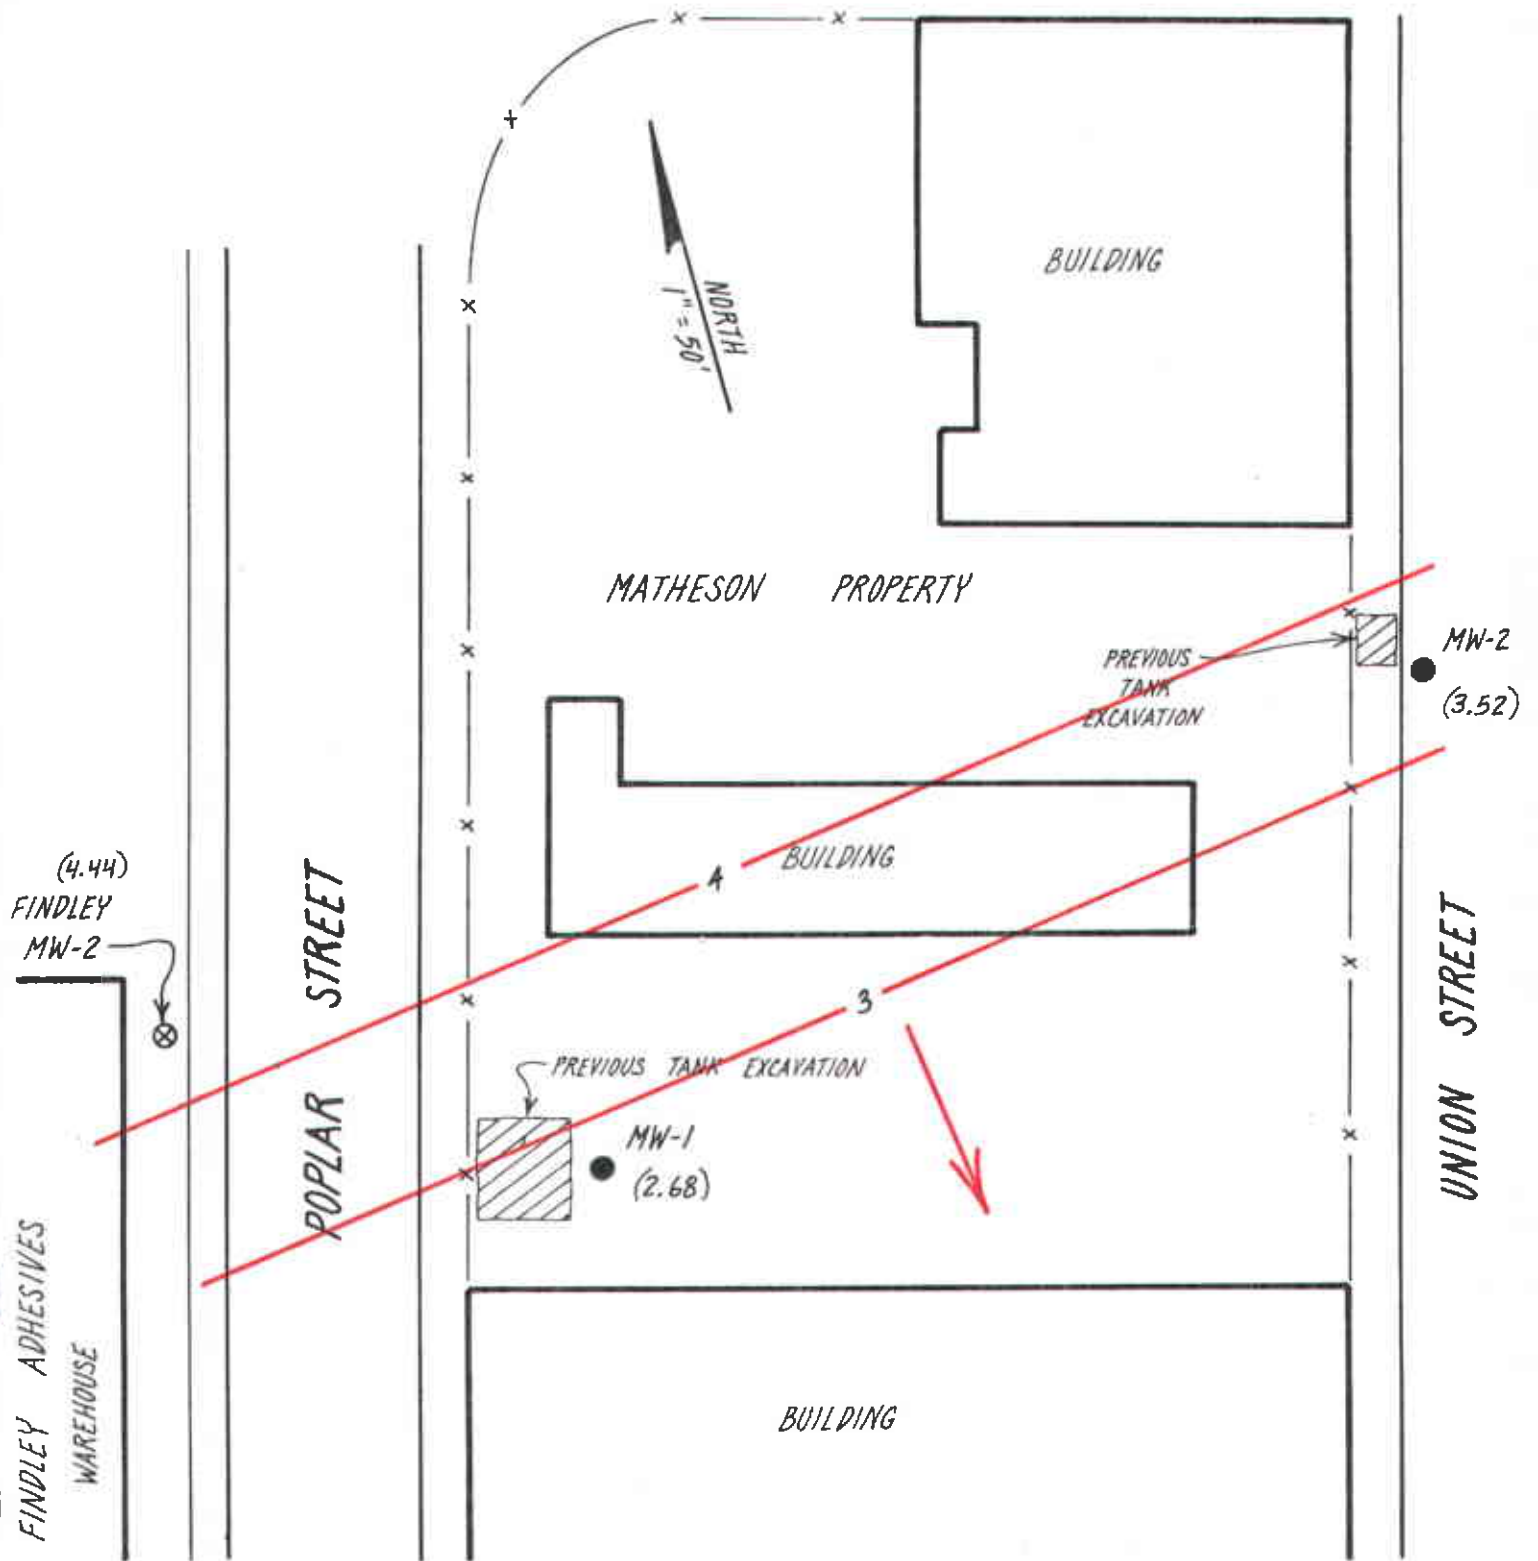 BUILDING
NORTH
1" = 50'
MATHESON PROPERTY
PREVIOUS
TANK
EXCAVATION
MW-2
(3.52)
(4.44)
FINDLEY
MW-2
BUILDING
4
3
POPLAR STREET
UNION STREET
PREVIOUS TANK EXCAVATION
MW-1
(2.68)
FINDLEY ADHESIVES
WAREHOUSE
BUILDING